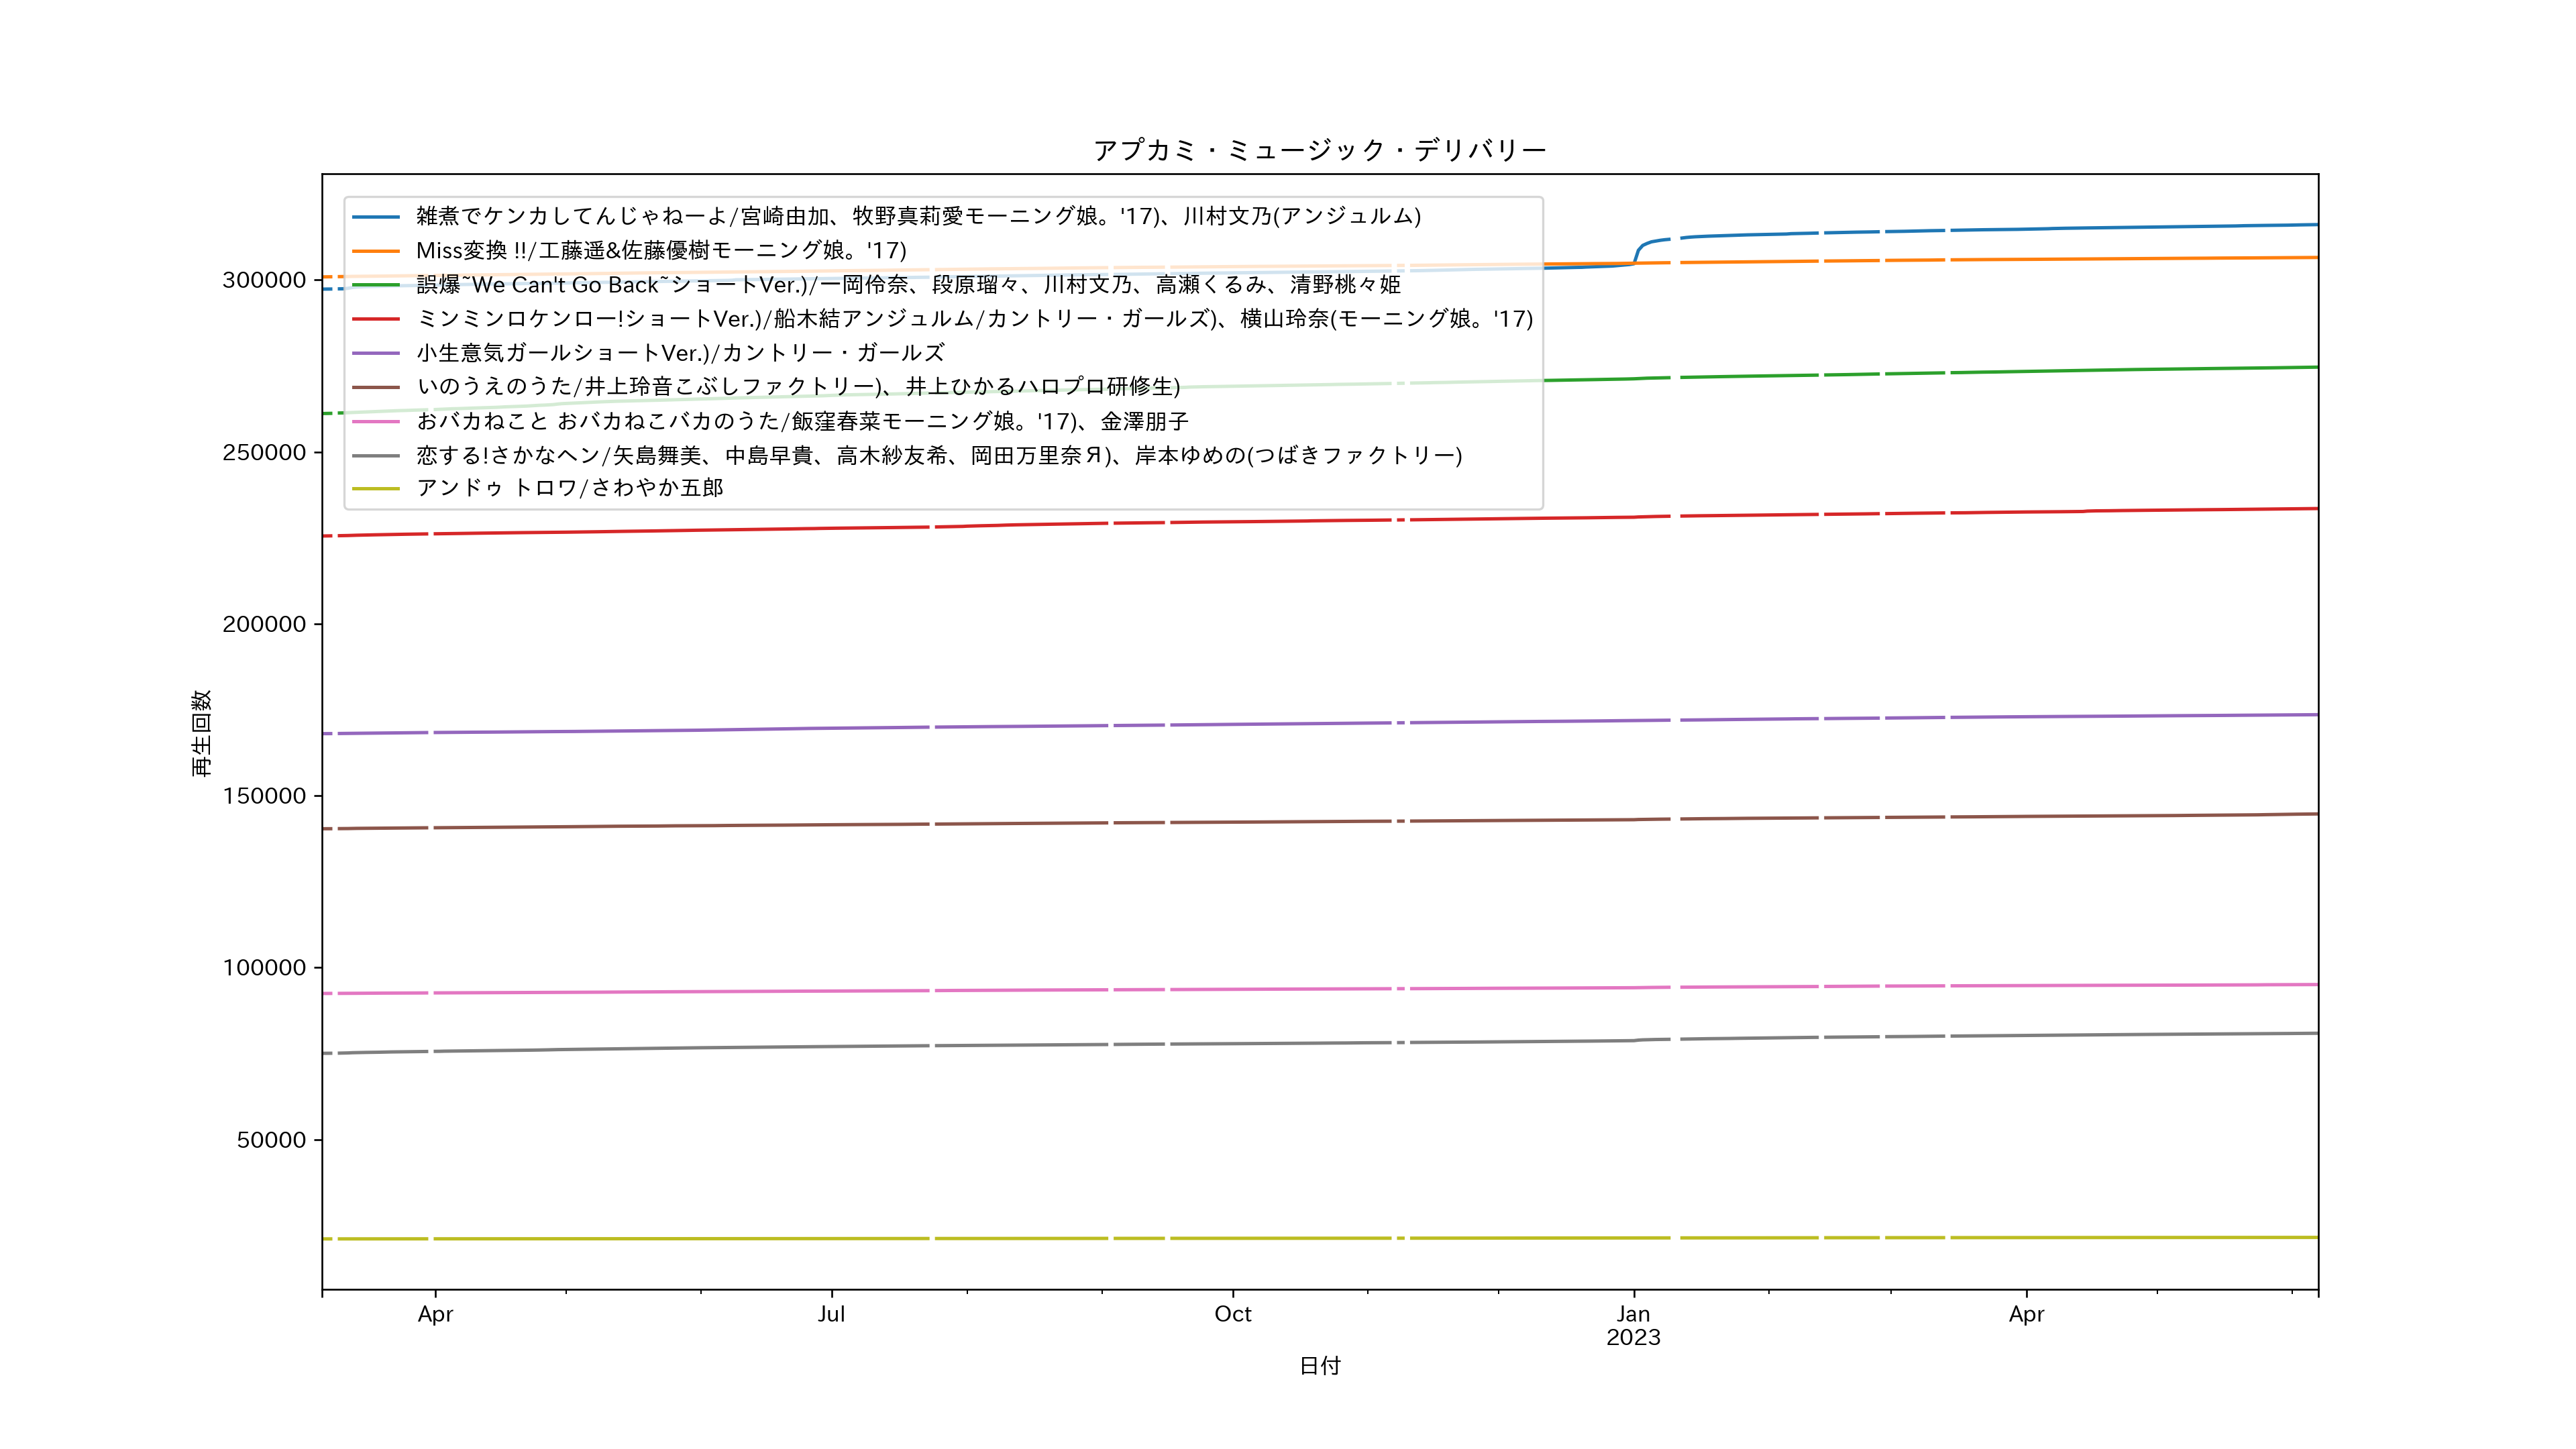 アプカミ・ミュージック・デリバリー
雑煮でケンカしてんじゃねーよ/宮崎由加、牧野真莉愛モーニング娘。'17)、川村文乃(アンジュルム)
Miss変換 !!/工藤遥&佐藤優樹モーニング娘。'17)
誤爆~We Can't Go Back~ショートVer.)/一岡伶奈、段原瑠々、川村文乃、高瀬くるみ、清野桃々姫
ミンミンロケンロー!ショートVer.)/船木結アンジュルム/カントリー・ガールズ)、横山玲奈(モーニング娘。'17)
小生意気ガールショートVer.)/カントリー・ガールズ
いのうえのうた/井上玲音こぶしファクトリー)、井上ひかるハロプロ研修生)
おバカねこと おバカねこバカのうた/飯窪春菜モーニング娘。'17)、金澤朋子
恋する!さかなヘン/矢島舞美、中島早貴、高木紗友希、岡田万里奈Я)、岸本ゆめの(つばきファクトリー)
アンドゥ トロワ/さわやか五郎
300000
250000
200000
150000
100000
50000
再生回数
Apr
Jul
Oct
Jan
2023
Apr
日付